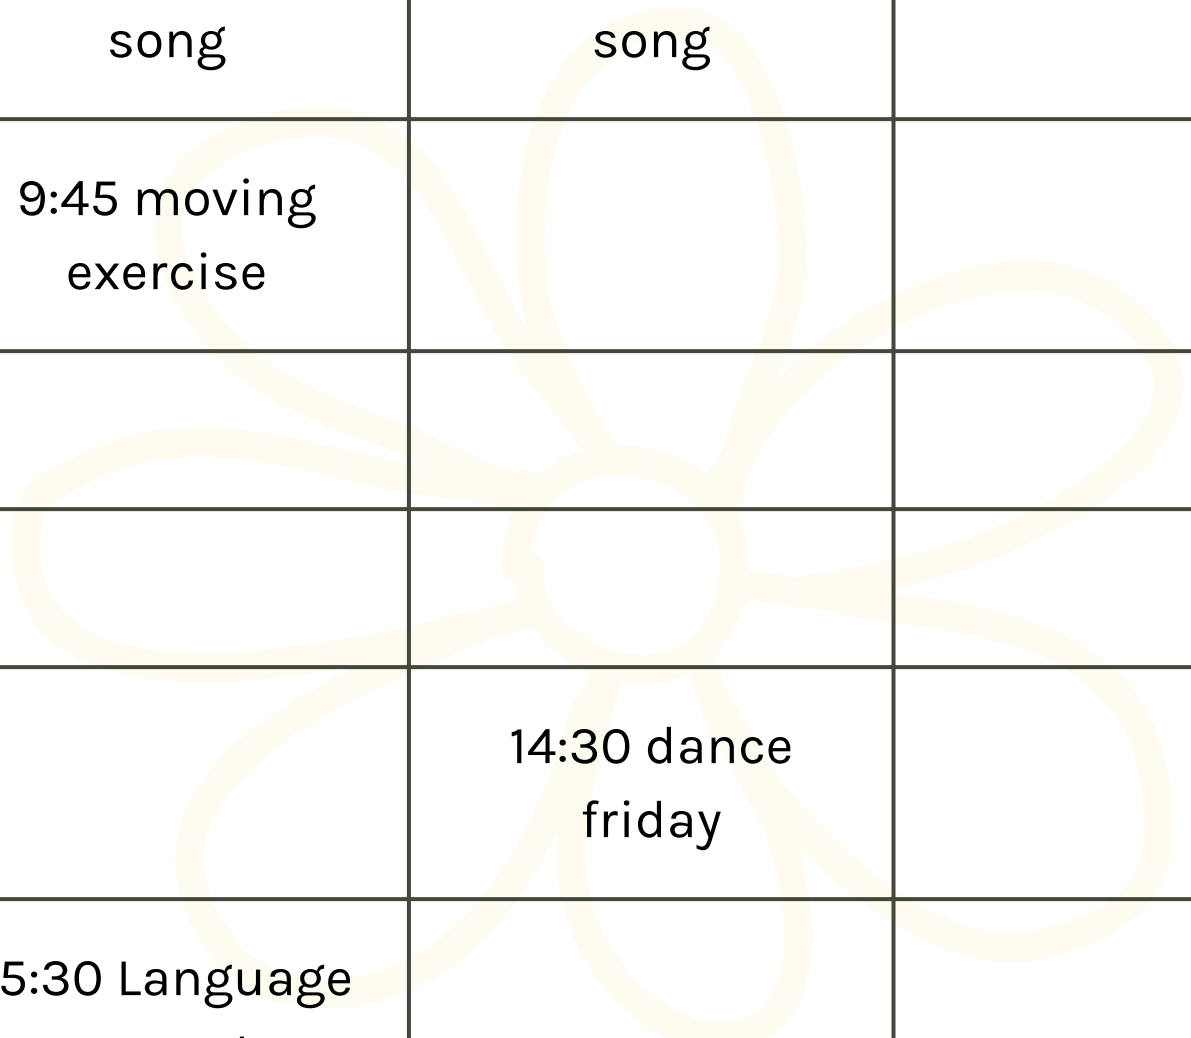 song
song
9:45 moving
exercise
14:30 dance
friday
5:30 Language